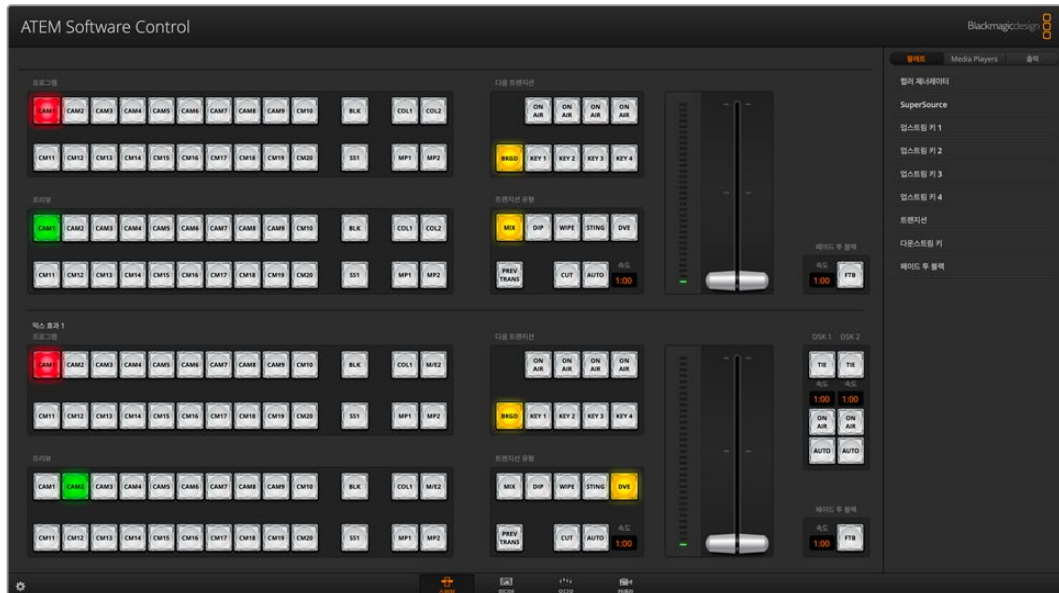 ATEM Software Control
Blackmagicdesign
팔레트 Media Players 출력
컬러 제너레이터
SuperSource
업스트림 키 1
업스트림 키 2
업스트림 키 3
업스트림 키 4
트랜지션
다운스트림 키
페이드 투 블랙
프로그램
CAM1 CAM2 CAM3 CAM4 CAM5 CAM6 CAM7 CAM8 CAM9 CM10 BLK COL1 COL2
CM11 CM12 CM13 CM14 CM15 CM16 CM17 CM18 CM19 CM20 SS1 MP1 MP2
다음 트랜지션
ON AIR ON AIR ON AIR ON AIR
BKGD KEY 1 KEY 2 KEY 3 KEY 4
프리뷰
CAM1 CAM2 CAM3 CAM4 CAM5 CAM6 CAM7 CAM8 CAM9 CM10 BLK COL1 COL2
CM11 CM12 CM13 CM14 CM15 CM16 CM17 CM18 CM19 CM20 SS1 MP1 MP2
트랜지션 유형
MIX DIP WIPE STING DVE
속도
PREV TRANS CUT AUTO 1:00
페이드 투 블랙
속도
1:00 FTB
믹스 효과 1
프로그램
CAM1 CAM2 CAM3 CAM4 CAM5 CAM6 CAM7 CAM8 CAM9 CM10 BLK COL1 M/E2
CM11 CM12 CM13 CM14 CM15 CM16 CM17 CM18 CM19 CM20 SS1 MP1 MP2
다음 트랜지션
ON AIR ON AIR ON AIR ON AIR
BKGD KEY 1 KEY 2 KEY 3 KEY 4
DSK 1 DSK 2
TIE TIE
속도 속도
1:00 1:00
ON AIR ON AIR
AUTO AUTO
프리뷰
CAM1 CAM2 CAM3 CAM4 CAM5 CAM6 CAM7 CAM8 CAM9 CM10 BLK COL1 M/E2
CM11 CM12 CM13 CM14 CM15 CM16 CM17 CM18 CM19 CM20 SS1 MP1 MP2
트랜지션 유형
MIX DIP WIPE STING DVE
속도
PREV TRANS CUT AUTO 1:00
페이드 투 블랙
속도
1:00 FTB